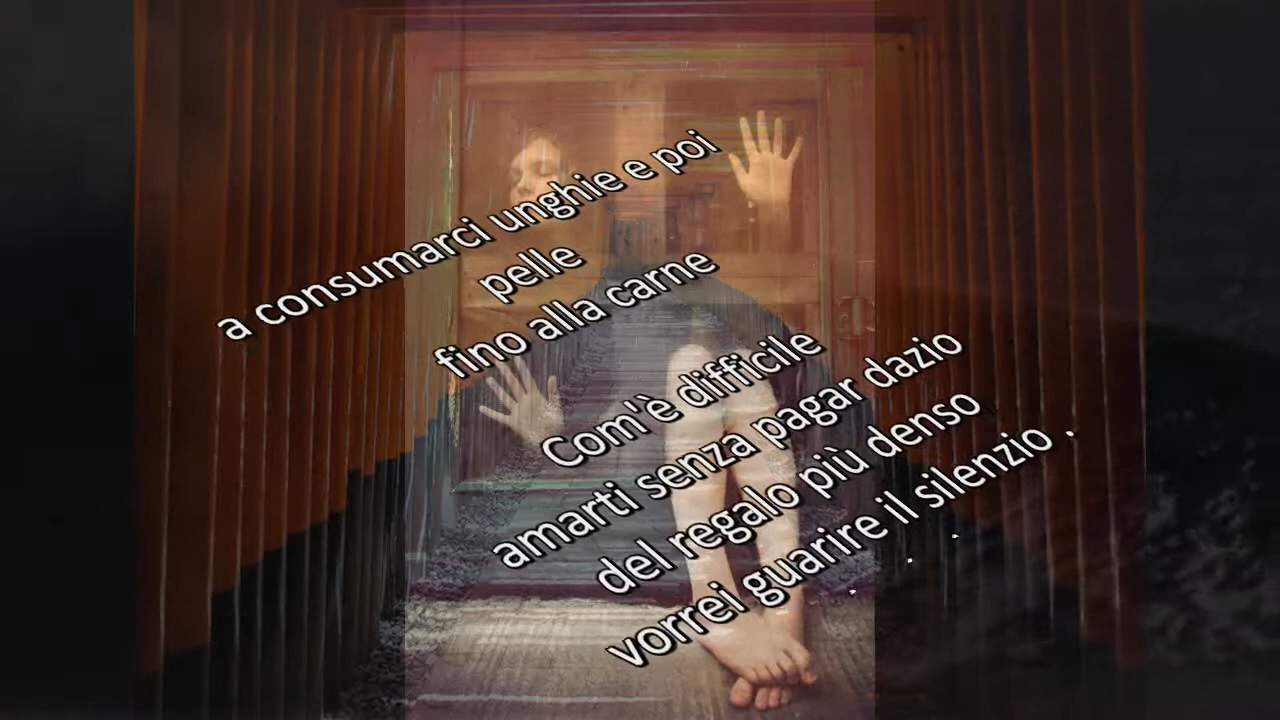 a consumarci unghie e poi
pelle
fino alla carne
Com'è difficile
amarti senza pagar dazio
del regalo più denso
vorrei guarire il silenzio .